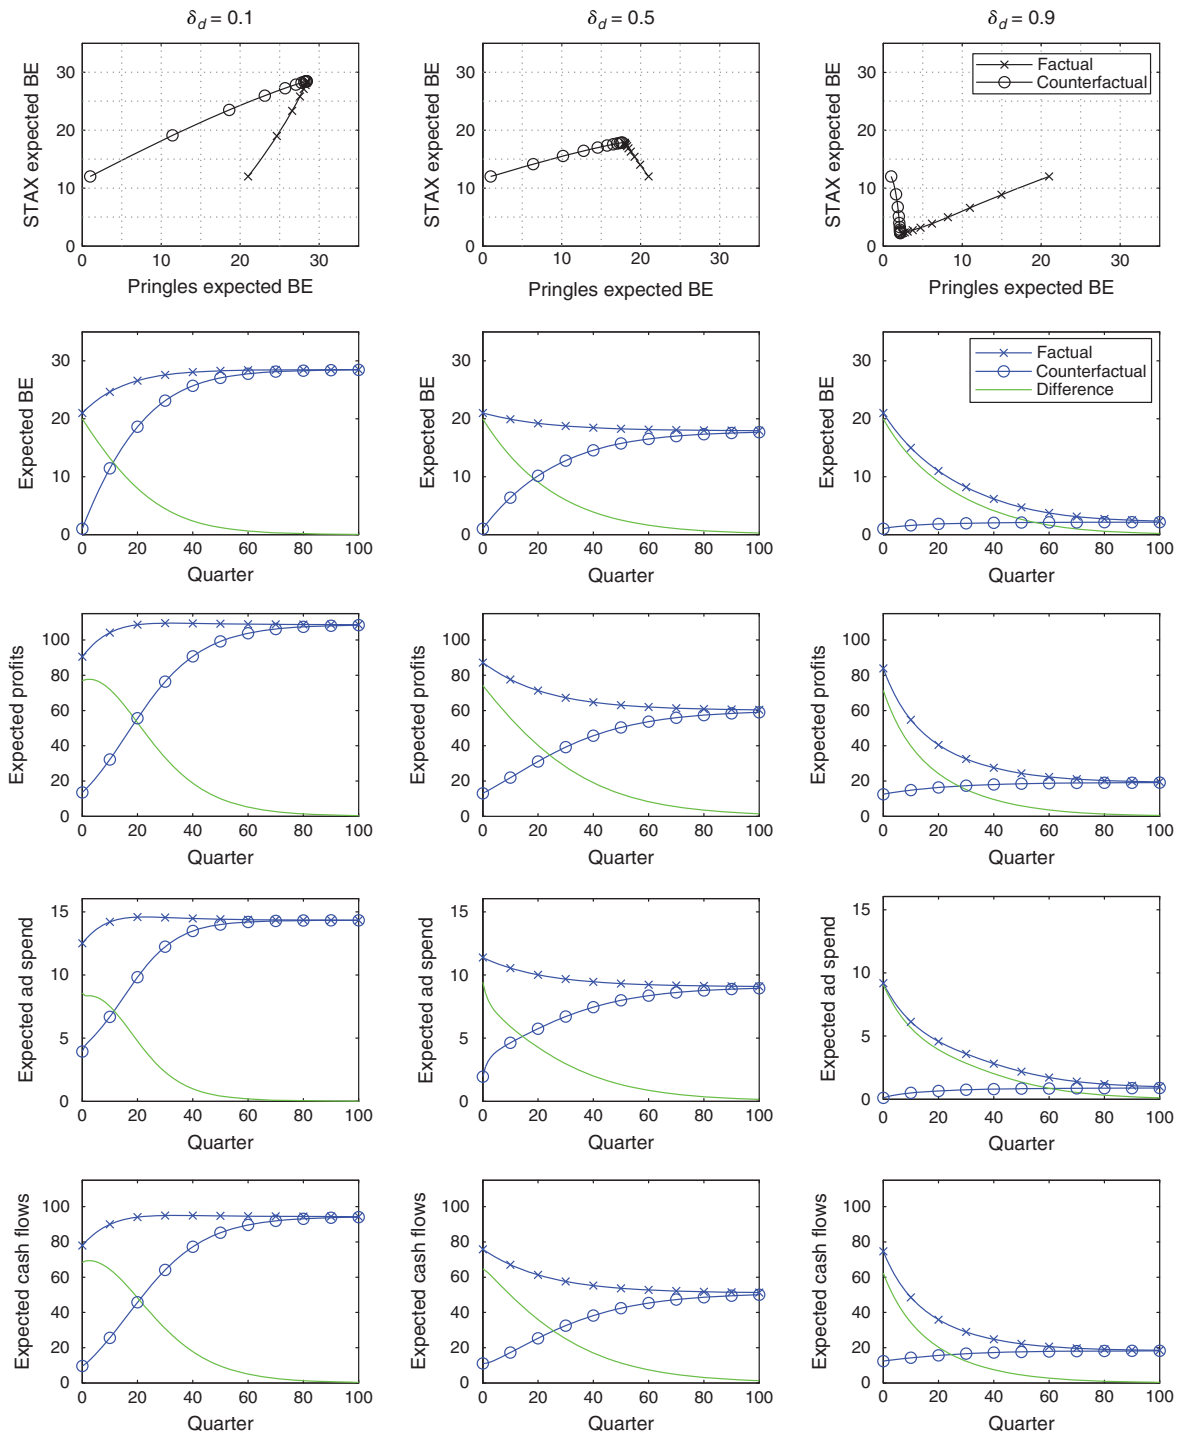 δd = 0.1
δd = 0.5
δd = 0.9
STAX expected BE
30
20
10
0
0 10 20 30
Pringles expected BE
STAX expected BE
30
20
10
0
0 10 20 30
Pringles expected BE
STAX expected BE
30
20
10
0
Factual
Counterfactual
0 10 20 30
Pringles expected BE
Expected BE
30
20
10
0
0 20 40 60 80 100
Quarter
Expected BE
30
20
10
0
0 20 40 60 80 100
Quarter
Expected BE
30
20
10
0
Factual
Counterfactual
Difference
0 20 40 60 80 100
Quarter
Expected profits
100
80
60
40
20
0
0 20 40 60 80 100
Quarter
Expected profits
100
80
60
40
20
0
0 20 40 60 80 100
Quarter
Expected profits
100
80
60
40
20
0
0 20 40 60 80 100
Quarter
Expected ad spend
15
10
5
0
0 20 40 60 80 100
Quarter
Expected ad spend
15
10
5
0
0 20 40 60 80 100
Quarter
Expected ad spend
15
10
5
0
0 20 40 60 80 100
Quarter
Expected cash flows
100
80
60
40
20
0
0 20 40 60 80 100
Quarter
Expected cash flows
100
80
60
40
20
0
0 20 40 60 80 100
Quarter
Expected cash flows
100
80
60
40
20
0
0 20 40 60 80 100
Quarter